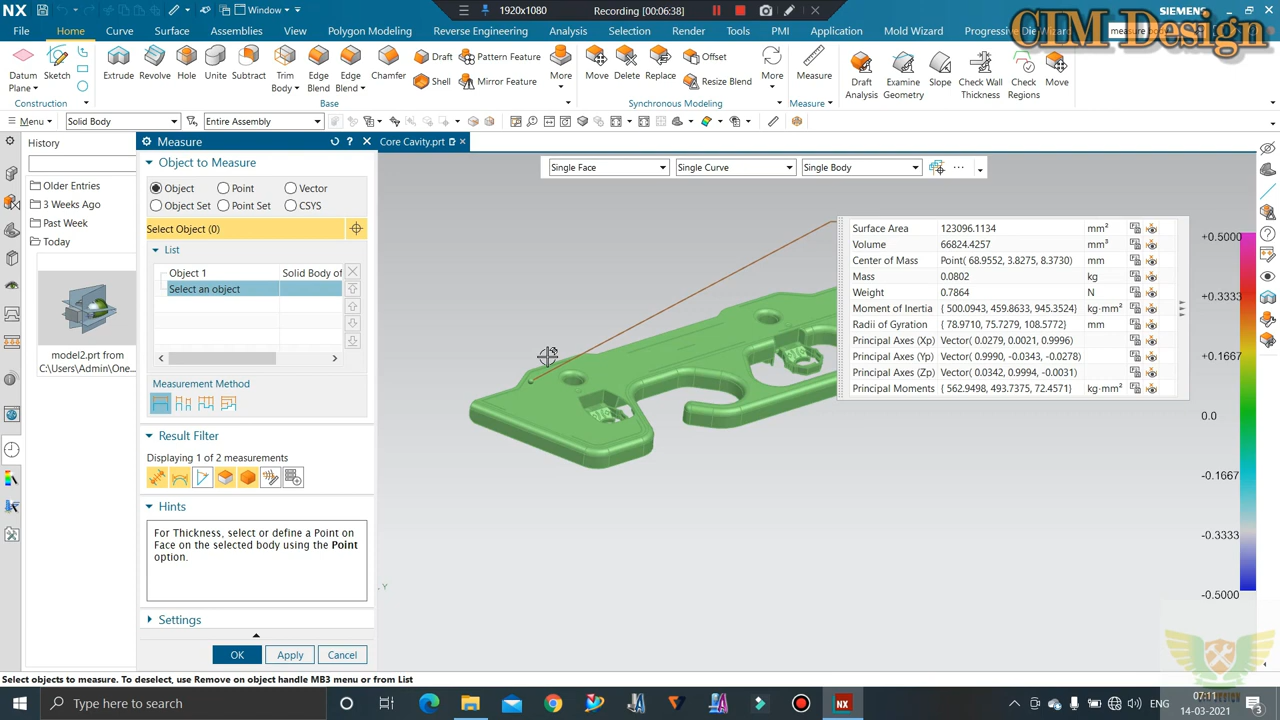 NX
Window
1920x1080
Recording [00:06:38]
SIEMENS
CIM Design
File
Home
Curve
Surface
Assemblies
View
Polygon Modeling
Reverse Engineering
Analysis
Selection
Render
Tools
PMI
Application
Mold Wizard
Progressive Die Wizard
measure body
Datum Plane
Sketch
Extrude
Revolve
Hole
Unite
Subtract
Trim Body
Edge Blend
Edge Blend
Chamfer
Draft
Shell
Pattern Feature
Mirror Feature
More
Move
Delete
Replace
Offset
Resize Blend
More
Measure
Draft Analysis
Examine Geometry
Slope
Check Wall Thickness
Check Regions
Move
Construction
Base
Synchronous Modeling
Measure
Menu
Solid Body
Entire Assembly
History
Older Entries
3 Weeks Ago
Past Week
Today
model2.prt from
C:\Users\Admin\One...
Measure
Object to Measure
Object
Point
Vector
Object Set
Point Set
CSYS
Select Object (0)
List
Object 1
Solid Body of
Select an object
Measurement Method
Result Filter
Displaying 1 of 2 measurements
Hints
For Thickness, select or define a Point on
Face on the selected body using the Point
option.
Settings
OK
Apply
Cancel
Core Cavity.prt
Single Face
Single Curve
Single Body
Surface Area 123096.1134 mm²
Volume 66824.4257 mm³
Center of Mass Point( 68.9552, 3.8275, 8.3730) mm
Mass 0.0802 kg
Weight 0.7864 N
Moment of Inertia { 500.0943, 459.8633, 945.3524} kg·mm²
Radii of Gyration { 78.9710, 75.7279, 108.5772} mm
Principal Axes (Xp) Vector( 0.0279, 0.0021, 0.9996)
Principal Axes (Yp) Vector( 0.9990, -0.0343, -0.0278)
Principal Axes (Zp) Vector( 0.0342, 0.9994, -0.0031)
Principal Moments { 562.9498, 493.7375, 72.4571} kg·mm²
+0.5000
+0.3333
+0.1667
0.0
-0.1667
-0.3333
-0.5000
Y
Select objects to measure. To deselect, use Remove on object handle MB3 menu or from List
Type here to search
NX
ENG
07:11
14-03-2021
3